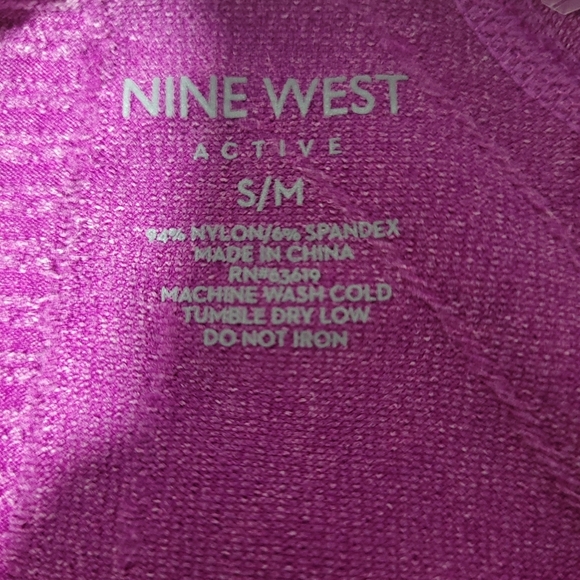 NINE WEST
ACTIVE
S/M
94% NYLON/6% SPANDEX
MADE IN CHINA
RN#63619
MACHINE WASH COLD
TUMBLE DRY LOW
DO NOT IRON